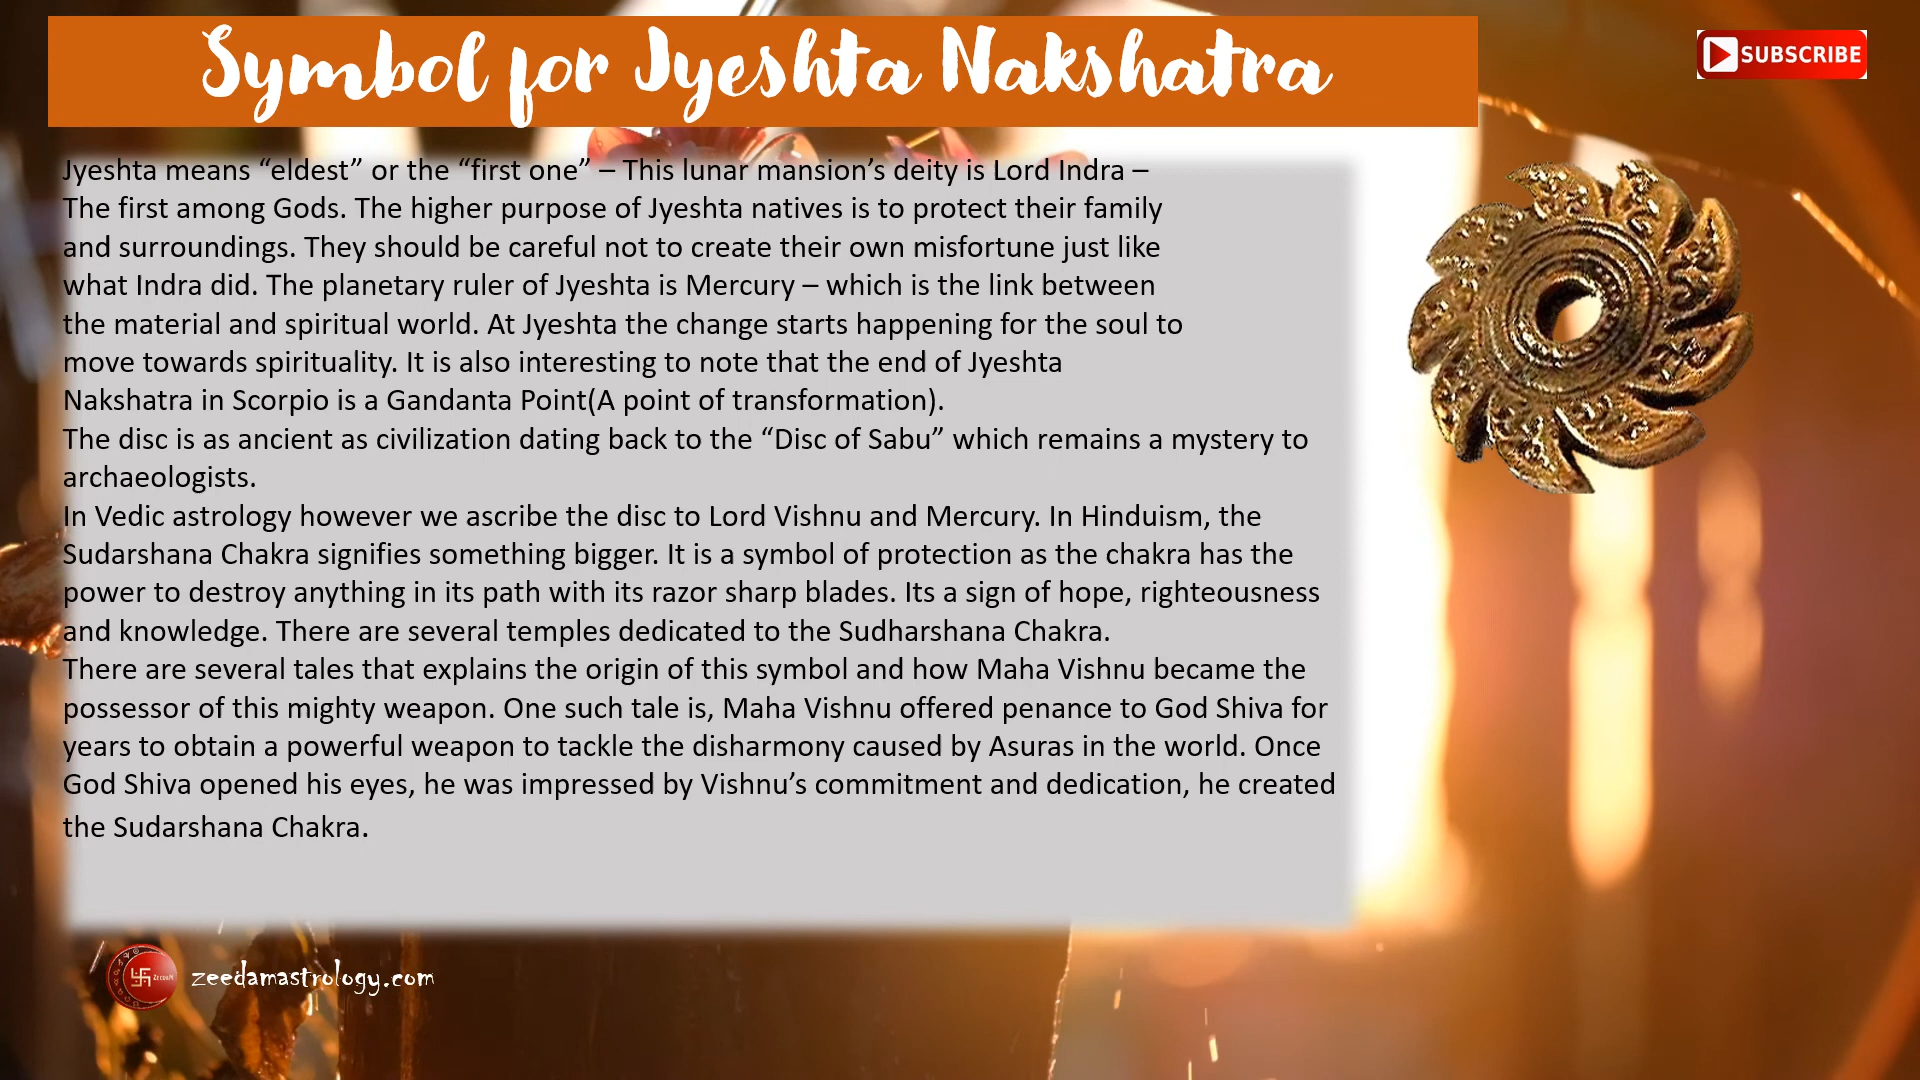 Symbol for Jyeshta Nakshatra
SUBSCRIBE
Jyeshta means “eldest” or the “first one” – This lunar mansion’s deity is Lord Indra –
The first among Gods. The higher purpose of Jyeshta natives is to protect their family
and surroundings. They should be careful not to create their own misfortune just like
what Indra did. The planetary ruler of Jyeshta is Mercury – which is the link between
the material and spiritual world. At Jyeshta the change starts happening for the soul to
move towards spirituality. It is also interesting to note that the end of Jyeshta
Nakshatra in Scorpio is a Gandanta Point(A point of transformation).
The disc is as ancient as civilization dating back to the “Disc of Sabu” which remains a mystery to
archaeologists.
In Vedic astrology however we ascribe the disc to Lord Vishnu and Mercury. In Hinduism, the
Sudarshana Chakra signifies something bigger. It is a symbol of protection as the chakra has the
power to destroy anything in its path with its razor sharp blades. Its a sign of hope, righteousness
and knowledge. There are several temples dedicated to the Sudharshana Chakra.
There are several tales that explains the origin of this symbol and how Maha Vishnu became the
possessor of this mighty weapon. One such tale is, Maha Vishnu offered penance to God Shiva for
years to obtain a powerful weapon to tackle the disharmony caused by Asuras in the world. Once
God Shiva opened his eyes, he was impressed by Vishnu’s commitment and dedication, he created
the Sudarshana Chakra.
zeedamastrology.com